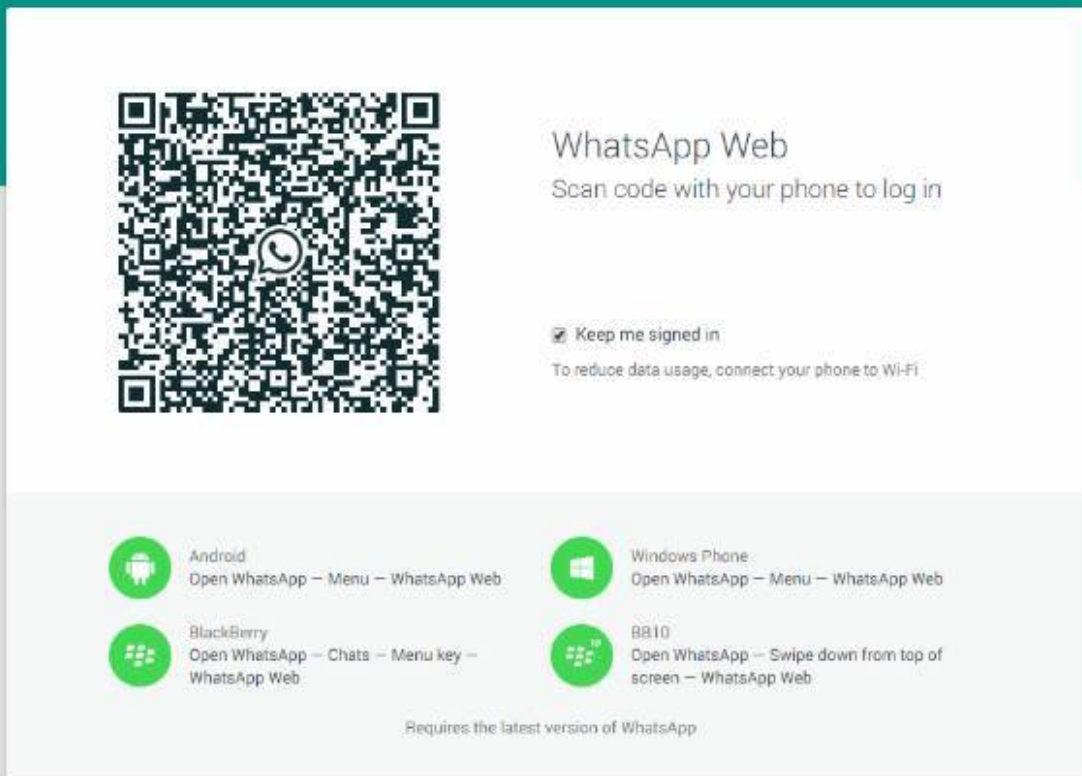 WhatsApp Web
Scan code with your phone to log in
Keep me signed in
To reduce data usage, connect your phone to Wi-Fi
Android
Open WhatsApp — Menu — WhatsApp Web
Windows Phone
Open WhatsApp — Menu — WhatsApp Web
BlackBerry
Open WhatsApp — Chats — Menu key —
WhatsApp Web
10
BB10
Open WhatsApp — Swipe down from top of
screen — WhatsApp Web
Requires the latest version of WhatsApp